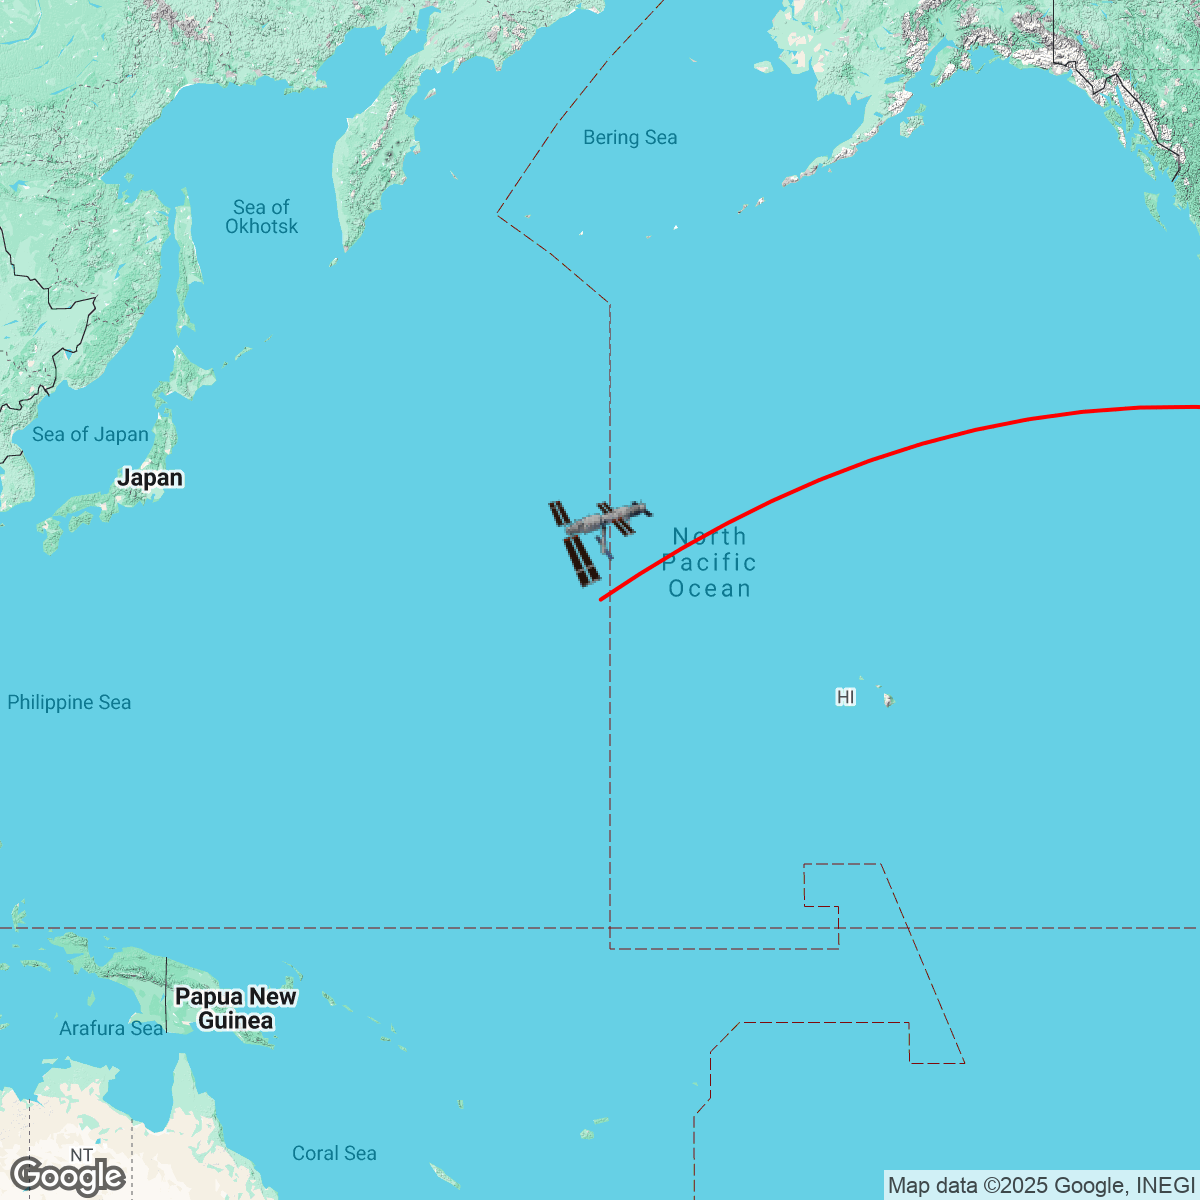 Bering Sea
Sea of
Okhotsk
Sea of Japan
Japan
North
Pacific
Ocean
HI
Philippine Sea
Papua New
Guinea
Arafura Sea
Coral Sea
NT
Google
Map data ©2025 Google, INEGI